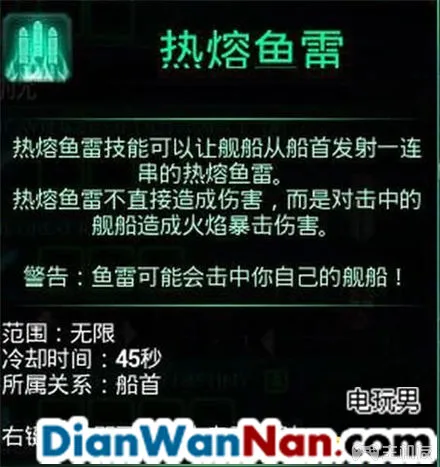 热熔鱼雷
热熔鱼雷技能可以让舰船从船首发射一连
串的热熔鱼雷。
热熔鱼雷不直接造成伤害，而是对击中的
舰船造成火焰暴击伤害。
警告：鱼雷可能会击中你自己的舰船！
范围：无限
冷却时间：45秒
所属关系：船首
电玩男
右键
DianWanNan.com